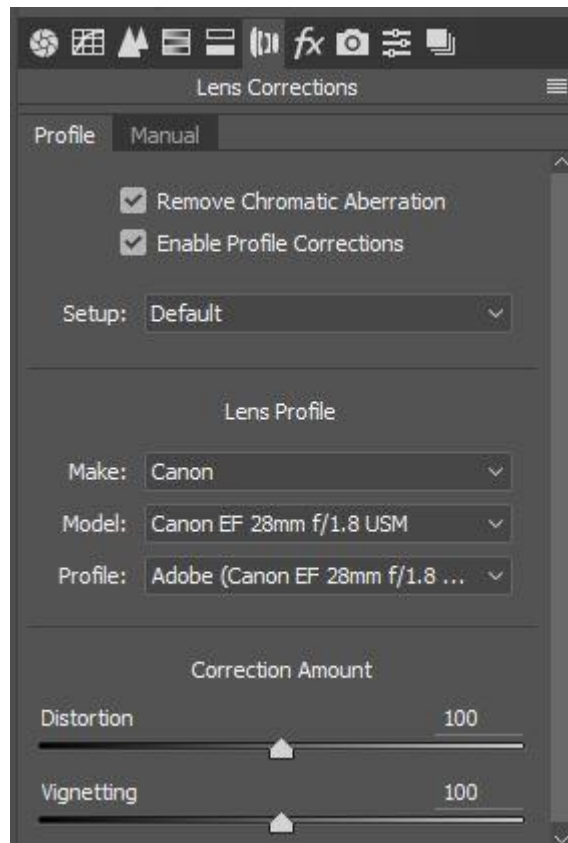 Lens Corrections
Profile Manual
Remove Chromatic Aberration
Enable Profile Corrections
Setup: Default
Lens Profile
Make: Canon
Model: Canon EF 28mm f/1.8 USM
Profile: Adobe (Canon EF 28mm f/1.8 ...
Correction Amount
Distortion 100
Vignetting 100